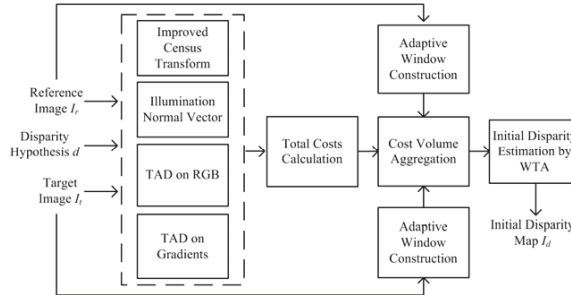 Improved
Census
Transform
Illumination
Normal Vector
TAD on RGB
TAD on
Gradients
Reference
Image I_r
Disparity
Hypothesis d
Target
Image I_t
Total Costs
Calculation
Adaptive
Window
Construction
Cost Volume
Aggregation
Adaptive
Window
Construction
Initial Disparity
Estimation by
WTA
Initial Disparity
Map I_d